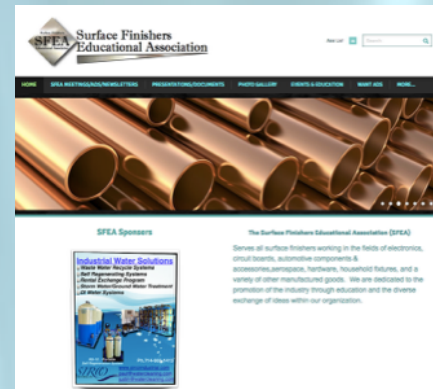 SFEA
Surface Finishers
Educational Association
Search
HOME
SFEA MEETINGS/ADS/NEWSLETTERS
PRESENTATIONS/DOCUMENTS
PHOTO GALLERY
EVENTS & EDUCATION
WANT ADS
MORE...
SFEA Sponsors
Industrial Water Solutions
Waste Water Recycle Systems
Self Regenerating Systems
Rental Exchange Program
Storm Water/Ground Water Treatment
DI Water Systems
The Surface Finishers Educational Association (SFEA)
Serves all surface finishers working in the fields of electronics,
circuit boards, automotive components &
accessories,aerospace, hardware, household fixtures, and a
variety of other manufactured goods. We are dedicated to the
promotion of the industry through education and the diverse
exchange of ideas within our organization.